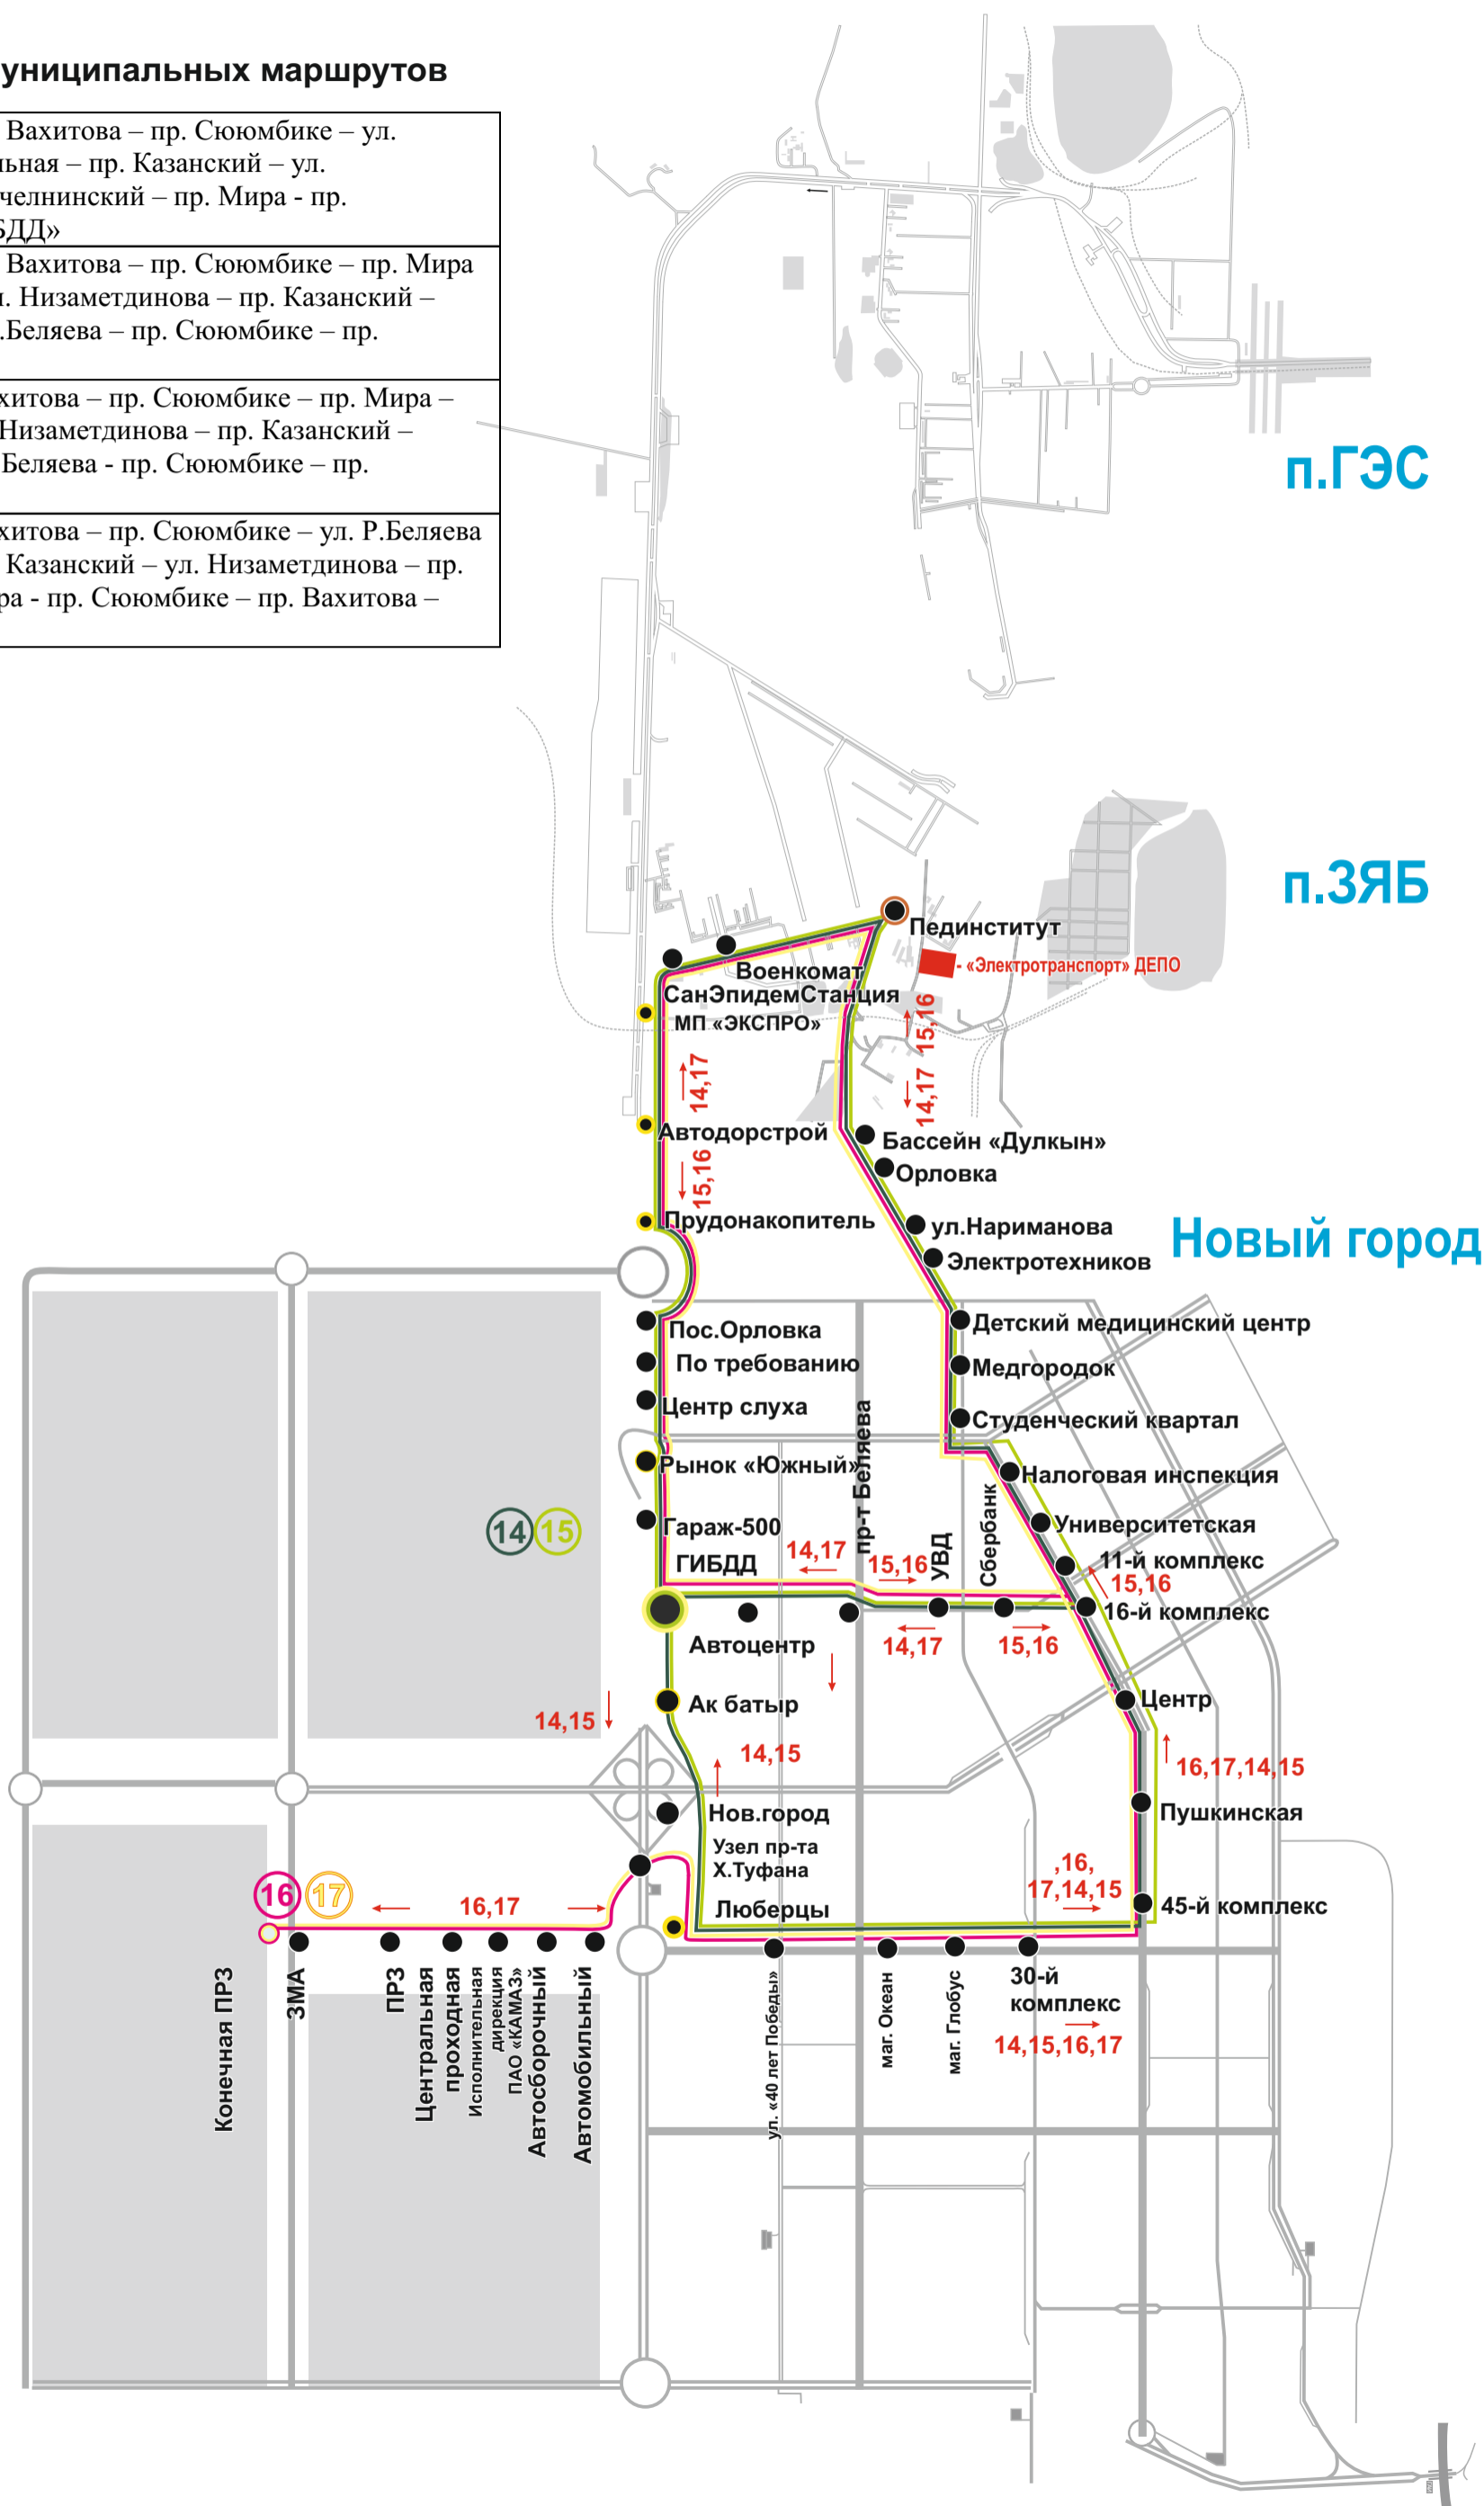 униципальных маршрутов
Вахитова – пр. Сююмбике – ул.
льная – пр. Казанский – ул.
челнинский – пр. Мира - пр.
БДД»
Вахитова – пр. Сююмбике – пр. Мира
л. Низаметдинова – пр. Казанский –
.Беляева – пр. Сююмбике – пр.
хитова – пр. Сююмбике – пр. Мира –
Низаметдинова – пр. Казанский –
Беляева - пр. Сююмбике – пр.
хитова – пр. Сююмбике – ул. Р.Беляева
Казанский – ул. Низаметдинова – пр.
ра - пр. Сююмбике – пр. Вахитова –
п.ГЭС
п.ЗЯБ
Пединститут
- «Электротранспорт» ДЕПО
Военкомат
СанЭпидемСтанция
МП «ЭКСПРО»
15,16
14,17
14,17
Автодорстрой
Бассейн «Дулкын»
15,16
Орловка
Прудонакопитель
ул.Нариманова
Новый город
Электротехников
Детский медицинский центр
Пос.Орловка
По требованию
Медгородок
Центр слуха
Студенческий квартал
пр-т Беляева
Рынок «Южный»
Налоговая инспекция
Сбербанк
14
15
Гараж-500
Университетская
УВД
ГИБДД
14,17
15,16
11-й комплекс
15,16
16-й комплекс
Автоцентр
14,17
15,16
Ак батыр
Центр
14,15
14,15
16,17,14,15
Нов.город
Пушкинская
Узел пр-та
Х.Туфана
,16,
17,14,15
16
17
16,17
Люберцы
45-й комплекс
Конечная ПРЗ
ЗМА
ПРЗ
Центральная
проходная
Исполнительная
дирекция
ПАО «КАМАЗ»
Автосборочный
Автомобильный
ул. «40 лет Победы»
маг. Океан
маг. Глобус
30-й
комплекс
14,15,16,17